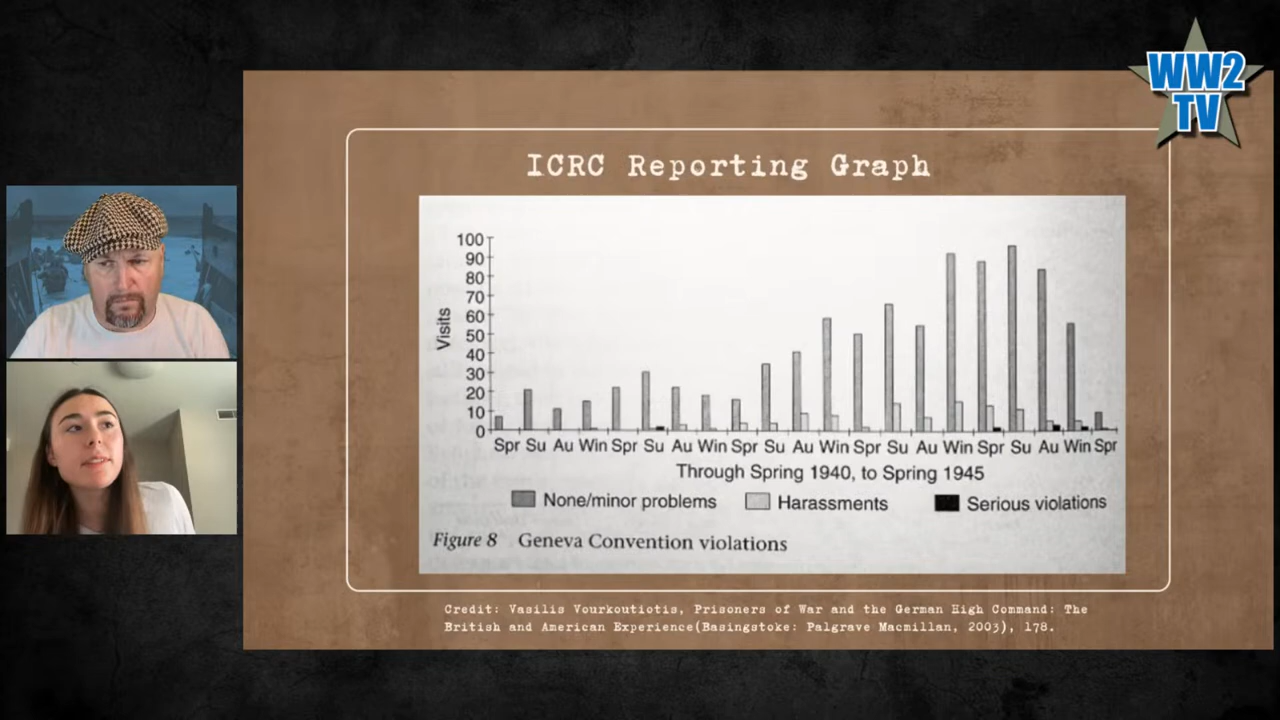 WW2
TV
ICRC Reporting Graph
100
90
80
70
60
50
40
30
20
10
0
Visits
Spr Su Au Win Spr Su Au Win Spr Su Au Win Spr Su Au Win Spr Su Au Win Spr
Through Spring 1940, to Spring 1945
None/minor problems Harassments Serious violations
Figure 8 Geneva Convention violations
Credit: Vasilis Vourkoutiotis, Prisoners of War and the German High Command: The
British and American Experience(Basingstoke: Palgrave Macmillan, 2003), 178.